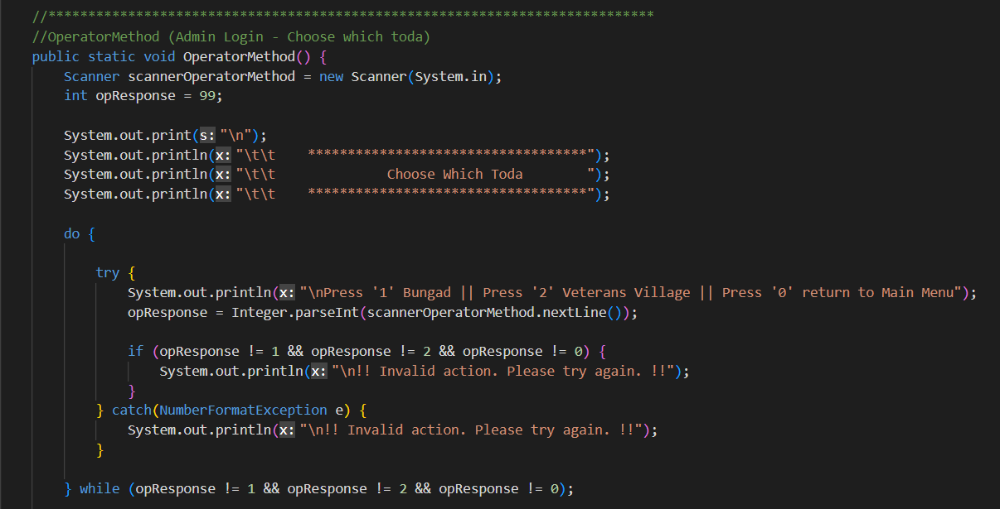 //****************************************************************************
//OperatorMethod (Admin Login - Choose which toda)
public static void OperatorMethod() {
    Scanner scannerOperatorMethod = new Scanner(System.in);
    int opResponse = 99;

    System.out.print(s: "\n");
    System.out.println(x: "\t\t    ***********************************");
    System.out.println(x: "\t\t              Choose Which Toda        ");
    System.out.println(x: "\t\t    ***********************************");

    do {

        try {
            System.out.println(x: "\nPress '1' Bungad || Press '2' Veterans Village || Press '0' return to Main Menu");
            opResponse = Integer.parseInt(scannerOperatorMethod.nextLine());

            if (opResponse != 1 && opResponse != 2 && opResponse != 0) {
                System.out.println(x: "\n!! Invalid action. Please try again. !!");
            }
        } catch(NumberFormatException e) {
            System.out.println(x: "\n!! Invalid action. Please try again. !!");
        }

    } while (opResponse != 1 && opResponse != 2 && opResponse != 0);